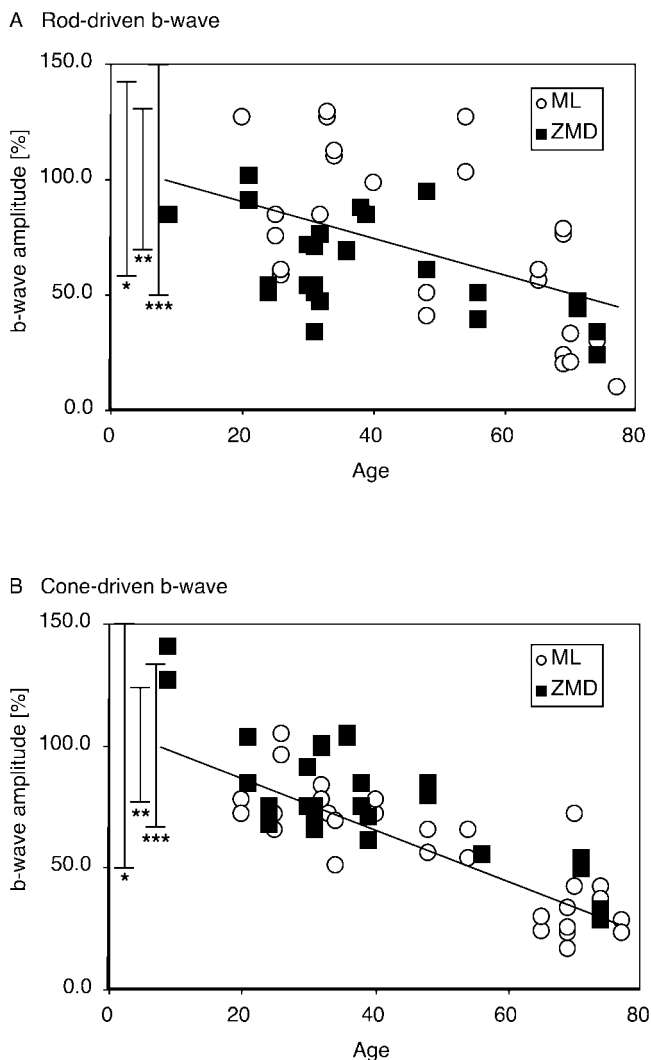 A Rod-driven b-wave
150.0
100.0
50.0
0.0
b-wave amplitude [%]
*
**
***
ML
ZMD
0 20 40 60 80
Age
B Cone-driven b-wave
150.0
100.0
50.0
0.0
b-wave amplitude [%]
**
***
*
ML
ZMD
0 20 40 60 80
Age